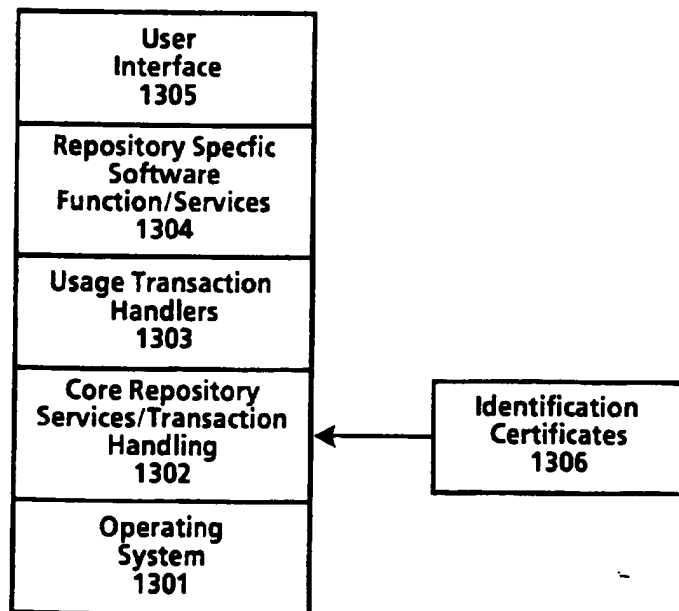 User
Interface
1305
Repository Specfic
Software
Function/Services
1304
Usage Transaction
Handlers
1303
Core Repository
Services/Transaction
Handling
1302
Identification
Certificates
1306
Operating
System
1301